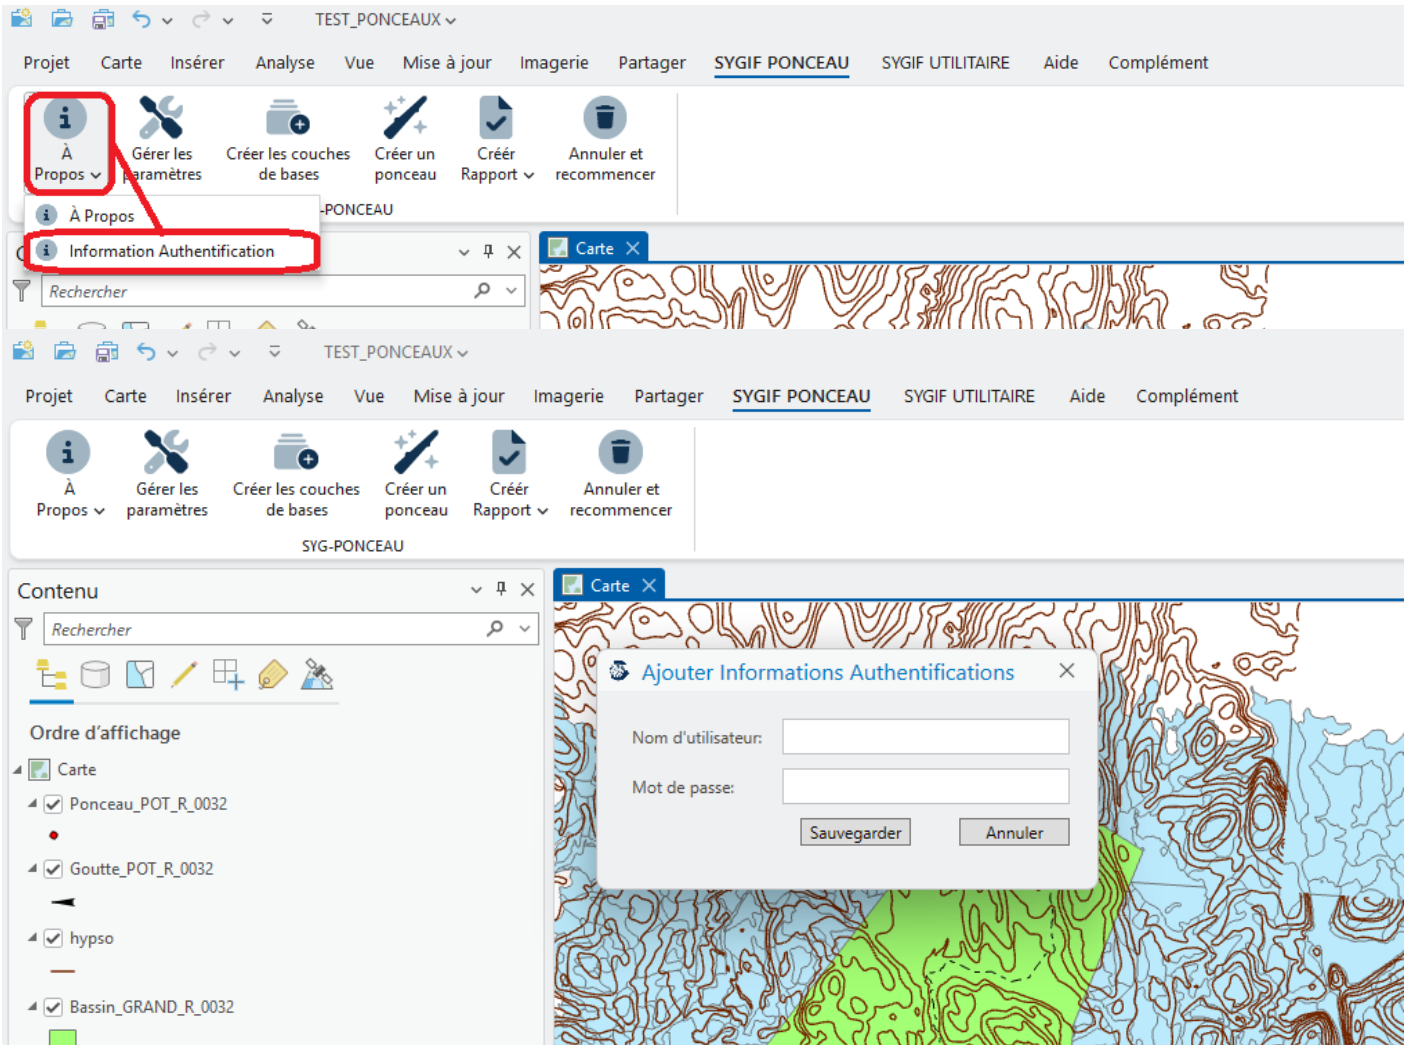 TEST_PONCEAUX
Projet Carte Insérer Analyse Vue Mise à jour Imagerie Partager SYGIF PONCEAU SYGIF UTILITAIRE Aide Complément
À Propos
Gérer les paramètres
Créer les couches de bases
Créer un ponceau
Créér Rapport
Annuler et recommencer
-PONCEAU
À Propos
Information Authentification
Carte
Rechercher
TEST_PONCEAUX
Projet Carte Insérer Analyse Vue Mise à jour Imagerie Partager SYGIF PONCEAU SYGIF UTILITAIRE Aide Complément
À Propos
Gérer les paramètres
Créer les couches de bases
Créer un ponceau
Créér Rapport
Annuler et recommencer
SYG-PONCEAU
Contenu
Carte
Rechercher
Ajouter Informations Authentifications
Nom d'utilisateur:
Mot de passe:
Sauvegarder Annuler
Ordre d'affichage
Carte
Ponceau_POT_R_0032
Goutte_POT_R_0032
hypso
Bassin_GRAND_R_0032